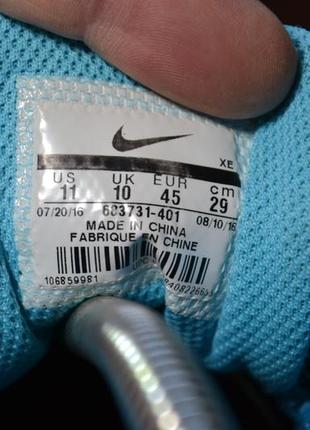 XE
US UK EUR cm
11 10 45 29
07/20/16 683731-401 08/10/16
MADE IN CHINA
FABRIQUE EN CHINE
106859981